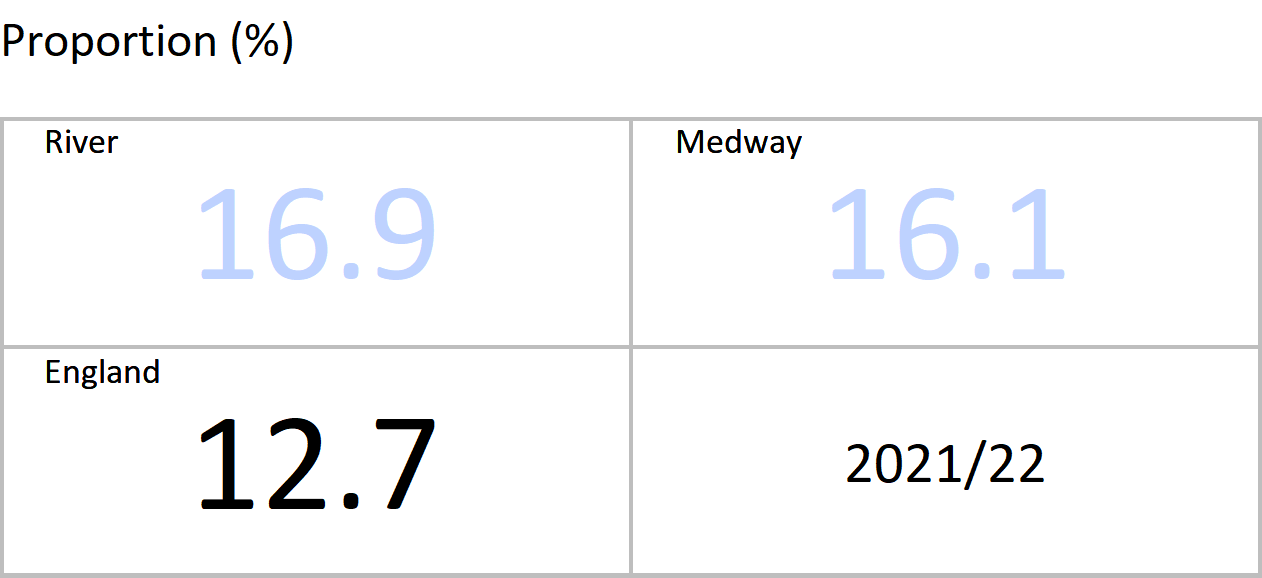 Proportion (%)
River
Medway
16.9
16.1
England
12.7
2021/22